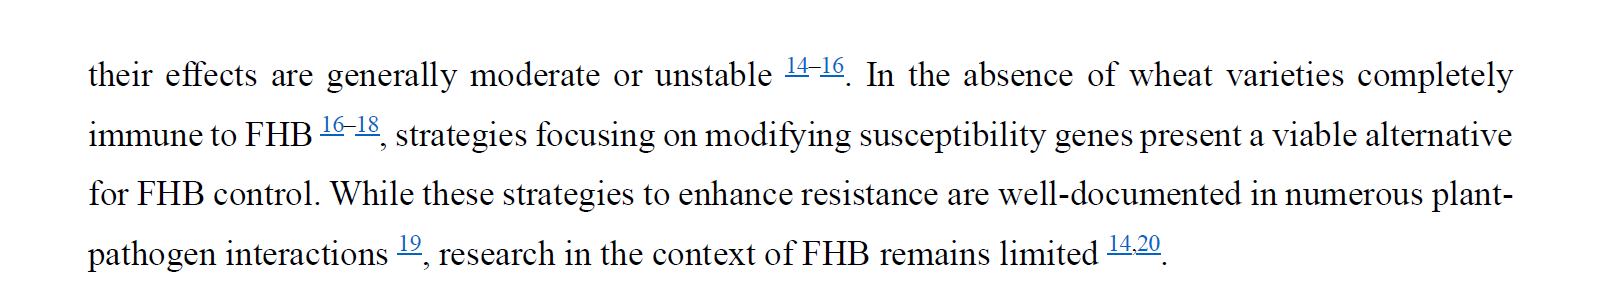 their effects are generally moderate or unstable 14–16. In the absence of wheat varieties completely
immune to FHB 16–18, strategies focusing on modifying susceptibility genes present a viable alternative
for FHB control. While these strategies to enhance resistance are well-documented in numerous plant-
pathogen interactions 19, research in the context of FHB remains limited 14,20.